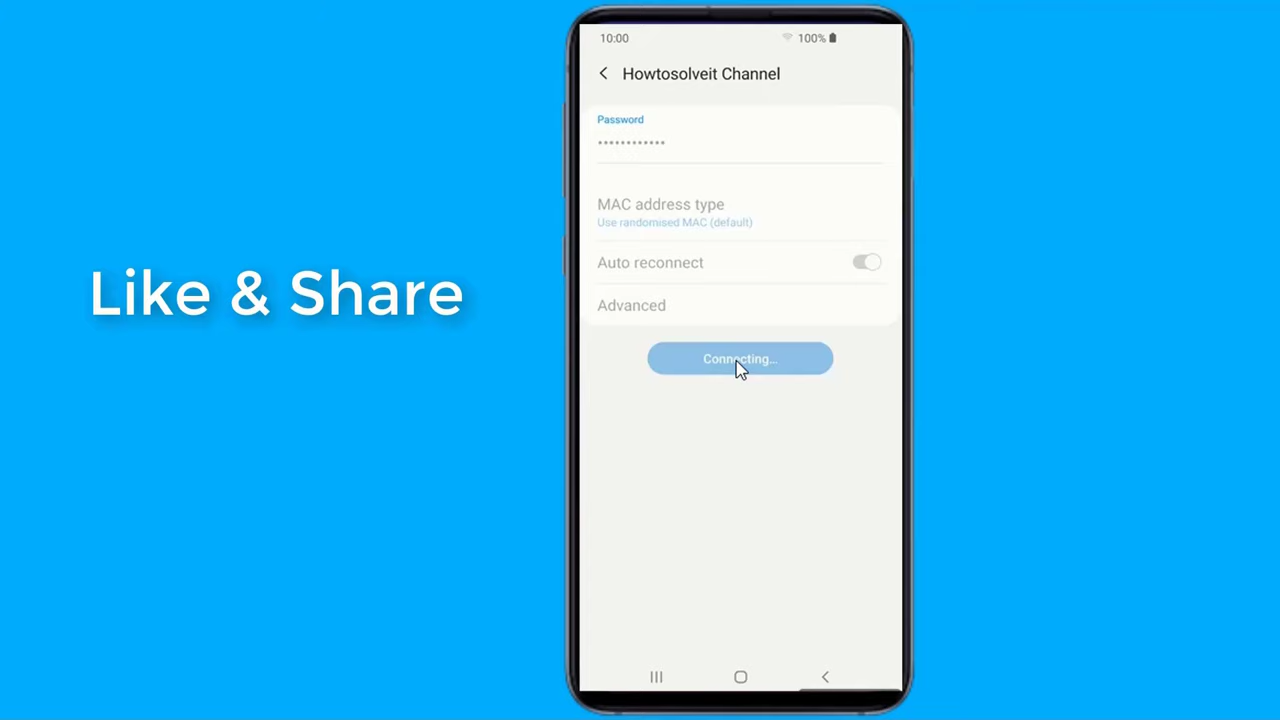 10:00 100%
Howtosolveit Channel
Password
••••••••••••
MAC address type
Use randomised MAC (default)
Auto reconnect
Advanced
Connecting...
Like & Share